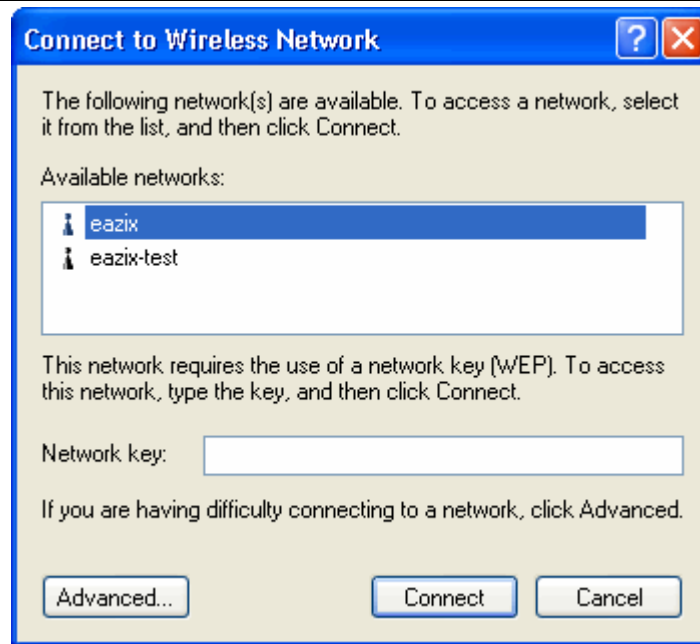 Connect to Wireless Network
The following network(s) are available. To access a network, select
it from the list, and then click Connect.
Available networks:
eazix
eazix-test
This network requires the use of a network key (WEP). To access
this network, type the key, and then click Connect.
Network key:
If you are having difficulty connecting to a network, click Advanced.
Advanced... Connect Cancel